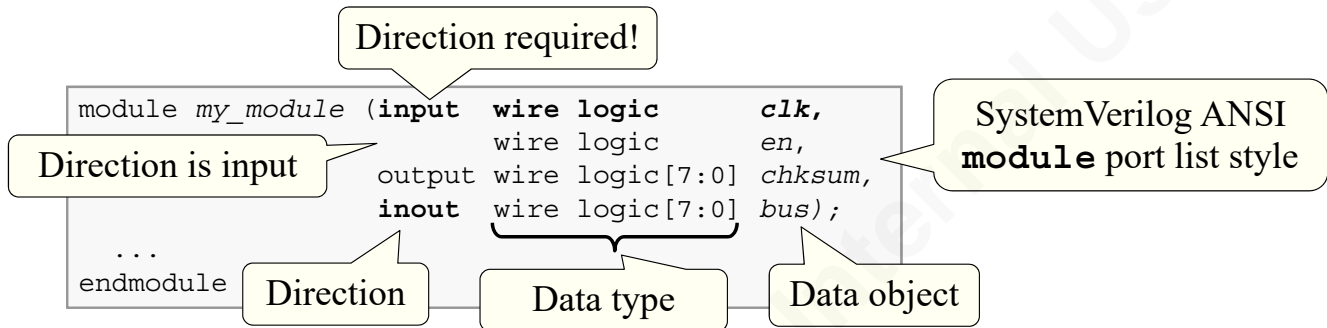 Direction required!
module my_module (input wire logic clk,
Direction is input
wire logic en,
output wire logic[7:0] chksum,
inout wire logic[7:0] bus);
...
endmodule
Direction
Data type
Data object
SystemVerilog ANSI
module port list style
Internal